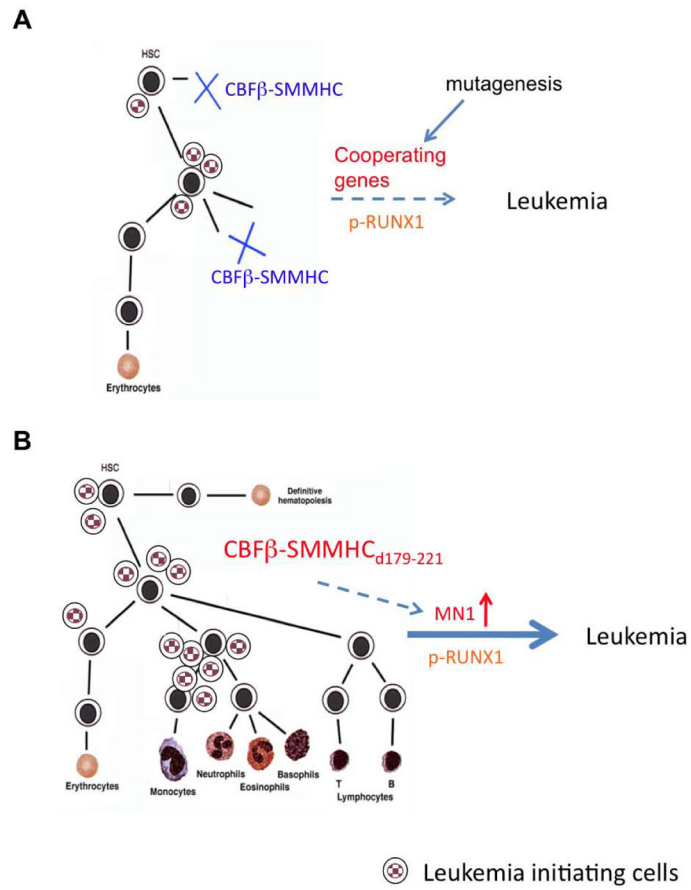 A
HSC
CBFβ-SMMHC
mutagenesis
Cooperating
genes
Leukemia
p-RUNX1
CBFβ-SMMHC
Erythrocytes
B
HSC
Definitive
hematopoiesis
CBFβ-SMMHCd179-221
MN1
Leukemia
p-RUNX1
Erythrocytes
Monocytes
Neutrophils
Eosinophils
Basophils
T
B
Lymphocytes
Leukemia initiating cells